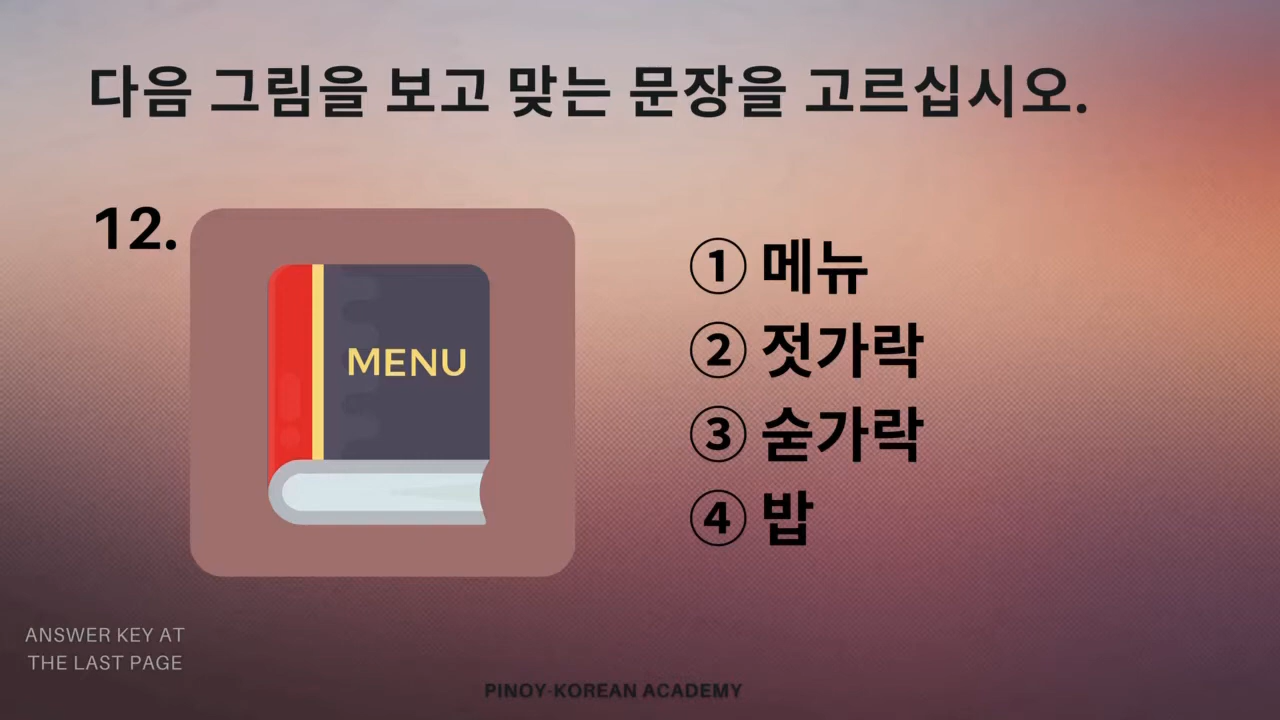 다음 그림을 보고 맞는 문장을 고르십시오.
12.
MENU
① 메뉴
② 젓가락
③ 숟가락
④ 밥
ANSWER KEY AT
THE LAST PAGE
PINOY-KOREAN ACADEMY